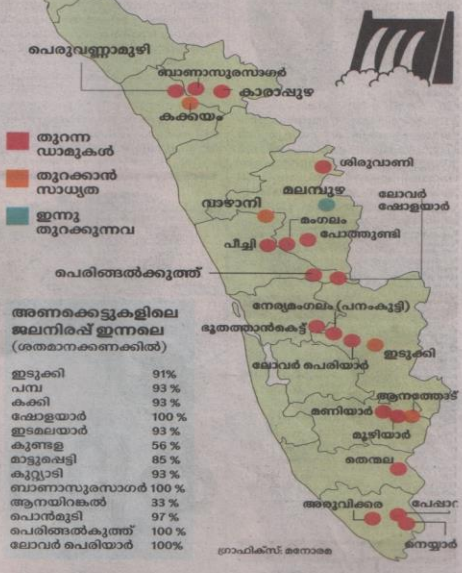 പെരുവണ്ണാമുഴി
ബാണാസുരസാഗർ
കാരാപ്പുഴ
കക്കയം
തുറന്ന
ഡാമുകൾ
തുറക്കാൻ
സാധ്യത
ഇന്നു
തുറക്കുന്നവ
ശിരുവാണി
മലമ്പുഴ
ലോവർ
ഷോളയാർ
വാഴാനി
മംഗലം
പോത്തുണ്ടി
പീച്ചി
പെരിങ്ങൽക്കുത്ത്
നേര്യമംഗലം (പനംകുട്ടി)
ഭൂതത്താൻകെട്ട്
ഇടുക്കി
ലോവർ പെരിയാർ
ആനത്തോട്
മണിയാർ
മൂഴിയാർ
തെന്മല
അരുവിക്കര
പേപ്പാറ
നെയ്യാർ
അണക്കെട്ടുകളിലെ
ജലനിരപ്പ് ഇന്നലെ
(ശതമാനക്കണക്കിൽ)
ഇടുക്കി 91%
പമ്പ 93 %
കക്കി 93 %
ഷോളയാർ 100 %
ഇടമലയാർ 93 %
കുണ്ടള 56 %
മാട്ടുപ്പെട്ടി 85 %
കുറ്റ്യാടി 93 %
ബാണാസുരസാഗർ 100 %
ആനയിറങ്കൽ 33 %
പൊൻമുടി 97 %
പെരിങ്ങൽകുത്ത് 100 %
ലോവർ പെരിയാർ 100%
ഗ്രാഫിക്സ്: മനോരമ